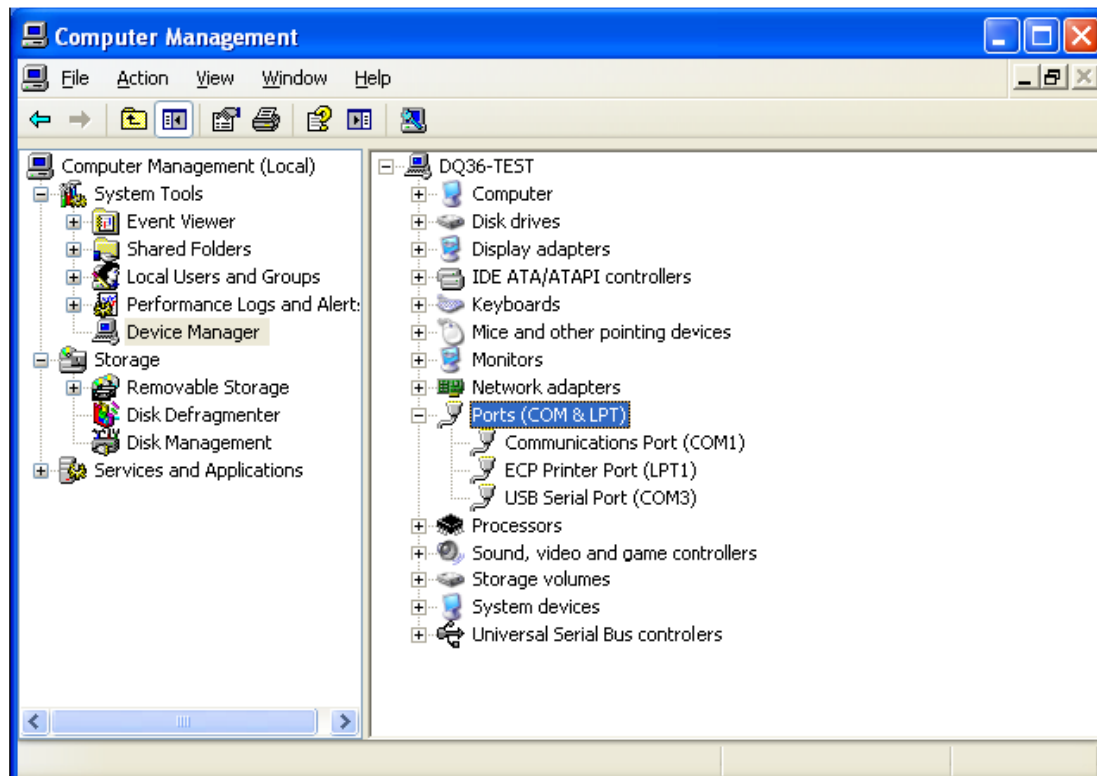 Computer Management
File Action View Window Help
Computer Management (Local)
System Tools
Event Viewer
Shared Folders
Local Users and Groups
Performance Logs and Alert:
Device Manager
Storage
Removable Storage
Disk Defragmenter
Disk Management
Services and Applications
DQ36-TEST
Computer
Disk drives
Display adapters
IDE ATA/ATAPI controllers
Keyboards
Mice and other pointing devices
Monitors
Network adapters
Ports (COM & LPT)
Communications Port (COM1)
ECP Printer Port (LPT1)
USB Serial Port (COM3)
Processors
Sound, video and game controllers
Storage volumes
System devices
Universal Serial Bus controlers